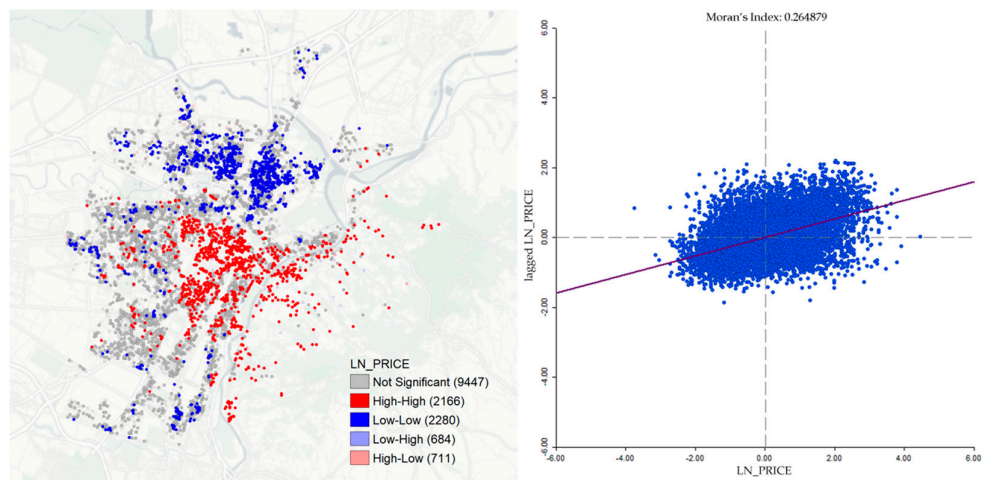 LN_PRICE
Not Significant (9447)
High-High (2166)
Low-Low (2280)
Low-High (684)
High-Low (711)
Moran's Index: 0.264879
6.00
4.00
2.00
0.00
-2.00
-4.00
-6.00
lagged LN_PRICE
-6.00 -4.00 -2.00 0.00 2.00 4.00 6.00
LN_PRICE